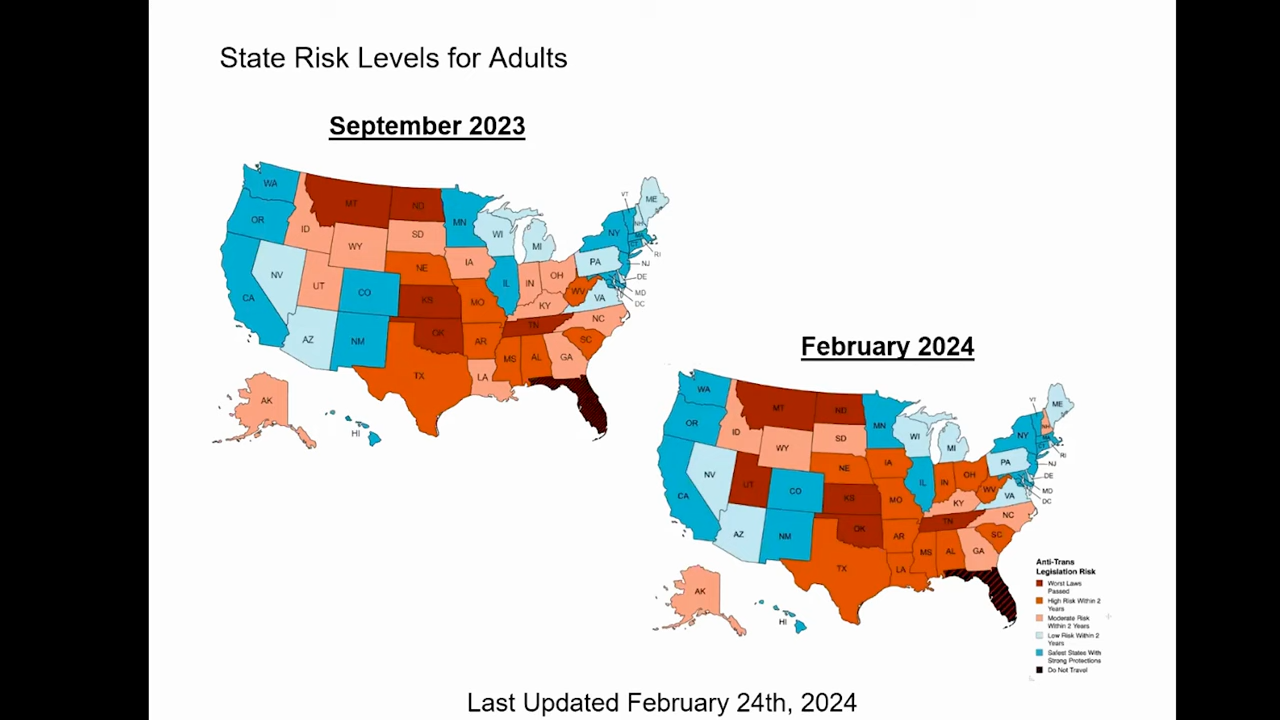 State Risk Levels for Adults
September 2023
WA
MT
ND
MN
VT
ME
OR
ID
SD
WI
MI
NY
NH
MA
WY
CT
RI
IA
PA
NJ
NV
NE
DE
UT
CO
IL
IN
OH
WV
MD
CA
KS
MO
KY
VA
DC
AZ
NM
OK
TN
NC
AR
SC
TX
MS
AL
GA
LA
AK
HI
February 2024
WA
MT
ND
MN
VT
ME
OR
ID
SD
WI
MI
NY
NH
MA
WY
CT
RI
IA
PA
NJ
NV
NE
DE
UT
CO
IL
IN
OH
WV
MD
CA
KS
MO
KY
VA
DC
AZ
NM
OK
TN
NC
AR
SC
TX
MS
AL
GA
LA
AK
HI
Anti-Trans
Legislation Risk
Worst Laws
Passed
High Risk Within 2
Years
Moderate Risk
Within 2 Years
Low Risk Within 2
Years
Safest States With
Strong Protections
Do Not Travel
Last Updated February 24th, 2024